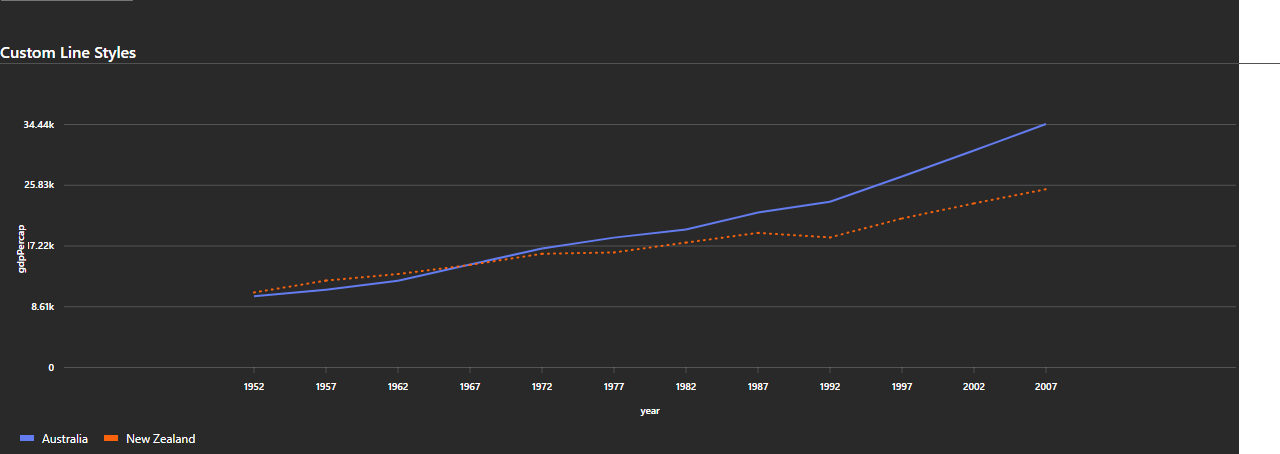 Custom Line Styles
34.44k
25.83k
17.22k
8.61k
0
gdpPercap
1952 1957 1962 1967 1972 1977 1982 1987 1992 1997 2002 2007
year
Australia New Zealand